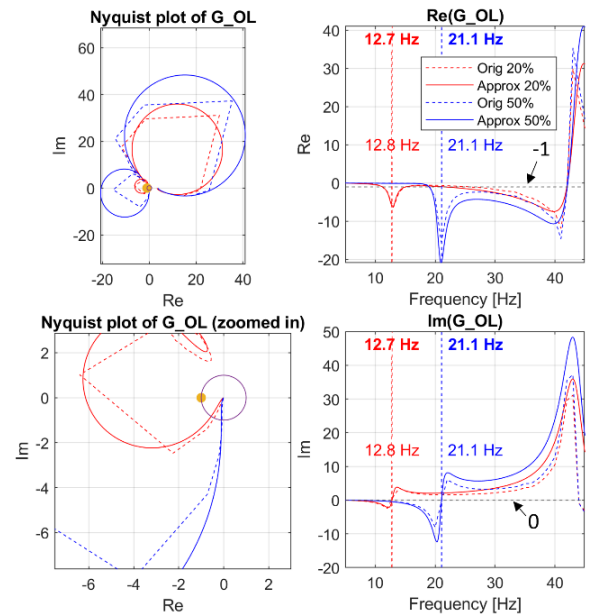 Nyquist plot of G_OL
Im
60
40
20
0
-20
-20
0
20
40
Re
Re(G_OL)
12.7 Hz
21.1 Hz
Orig 20%
Approx 20%
Orig 50%
Approx 50%
12.8 Hz
21.1 Hz
-1
Re
40
30
20
10
0
-10
-20
10
20
30
40
Frequency [Hz]
Nyquist plot of G_OL (zoomed in)
Im
2
0
-2
-4
-6
-6
-4
-2
0
2
Re
Im(G_OL)
12.7 Hz
21.1 Hz
12.8 Hz
21.1 Hz
0
Im
50
40
30
20
10
0
-10
-20
10
20
30
40
Frequency [Hz]